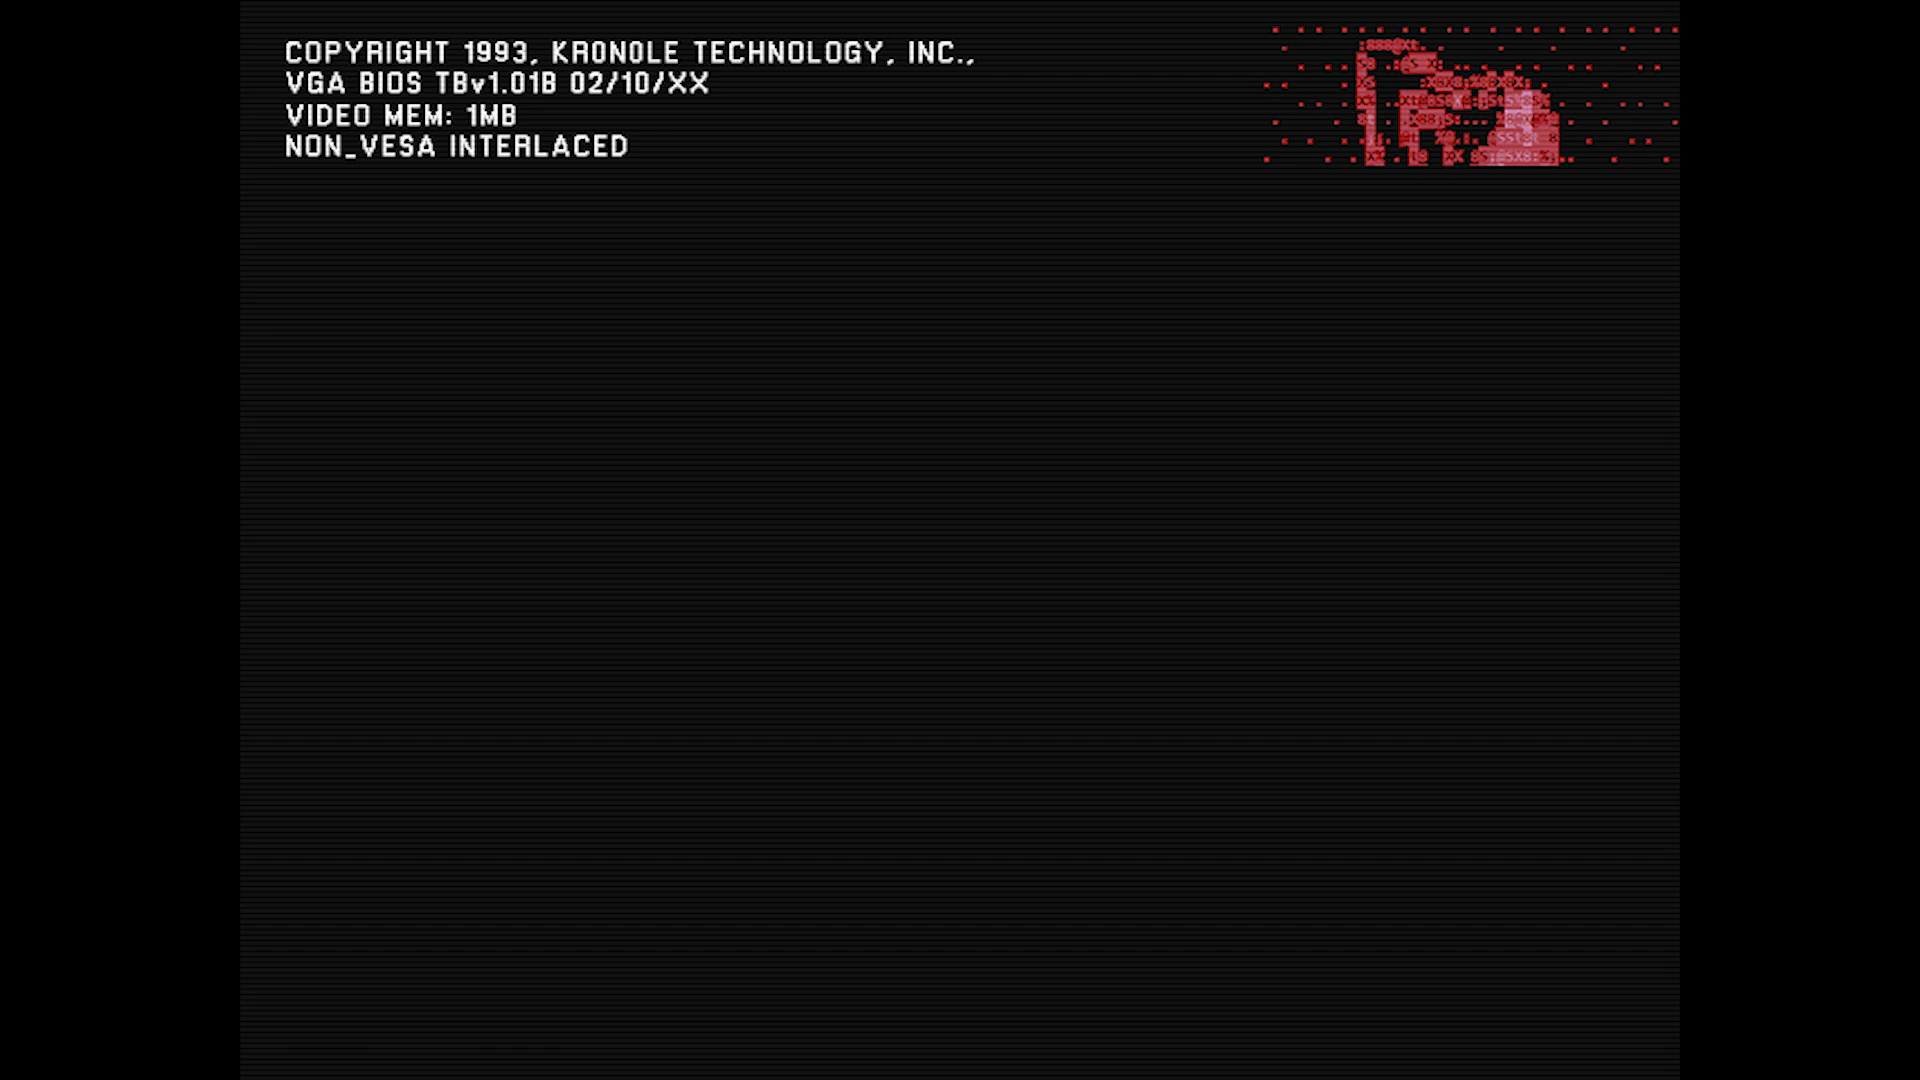 COPYRIGHT 1993, KRONOLE TECHNOLOGY, INC.,
VGA BIOS TBv1.01B 02/10/XX
VIDEO MEM: 1MB
NON_VESA INTERLACED